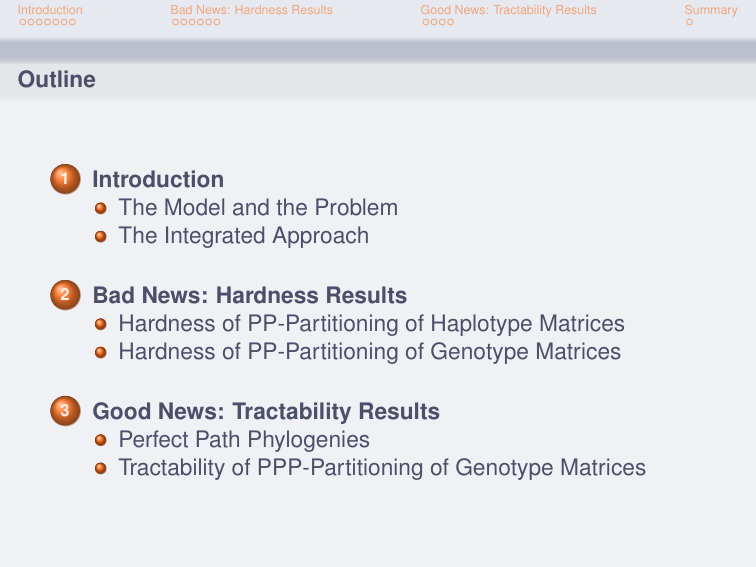 Introduction Bad News: Hardness Results Good News: Tractability Results Summary
Outline
1 Introduction
The Model and the Problem
The Integrated Approach
2 Bad News: Hardness Results
Hardness of PP-Partitioning of Haplotype Matrices
Hardness of PP-Partitioning of Genotype Matrices
3 Good News: Tractability Results
Perfect Path Phylogenies
Tractability of PPP-Partitioning of Genotype Matrices